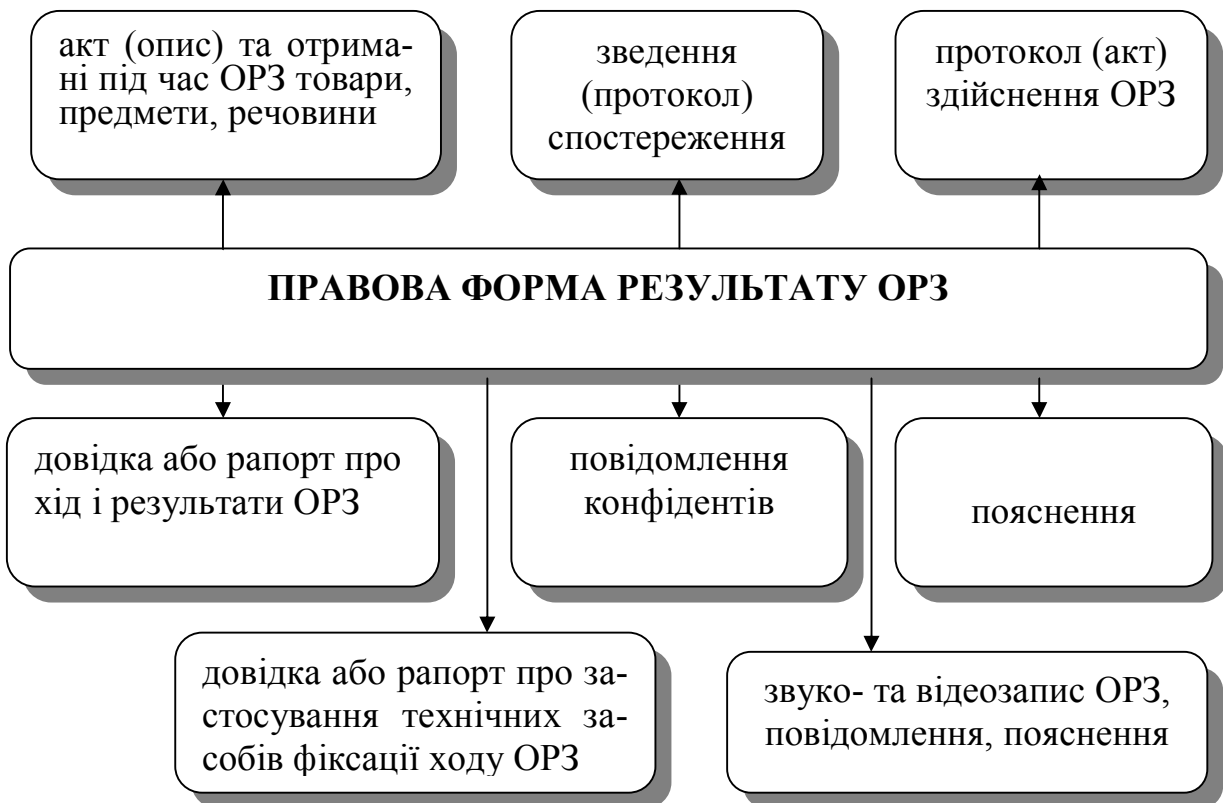 акт (опис) та отрима-
ні під час ОРЗ товари,
предмети, речовини
зведення
(протокол)
спостереження
протокол (акт)
здійснення ОРЗ
ПРАВОВА ФОРМА РЕЗУЛЬТАТУ ОРЗ
довідка або рапорт про
хід і результати ОРЗ
повідомлення
конфідентів
пояснення
довідка або рапорт про за-
стосування технічних за-
собів фіксації ходу ОРЗ
звуко- та відеозапис ОРЗ,
повідомлення, пояснення